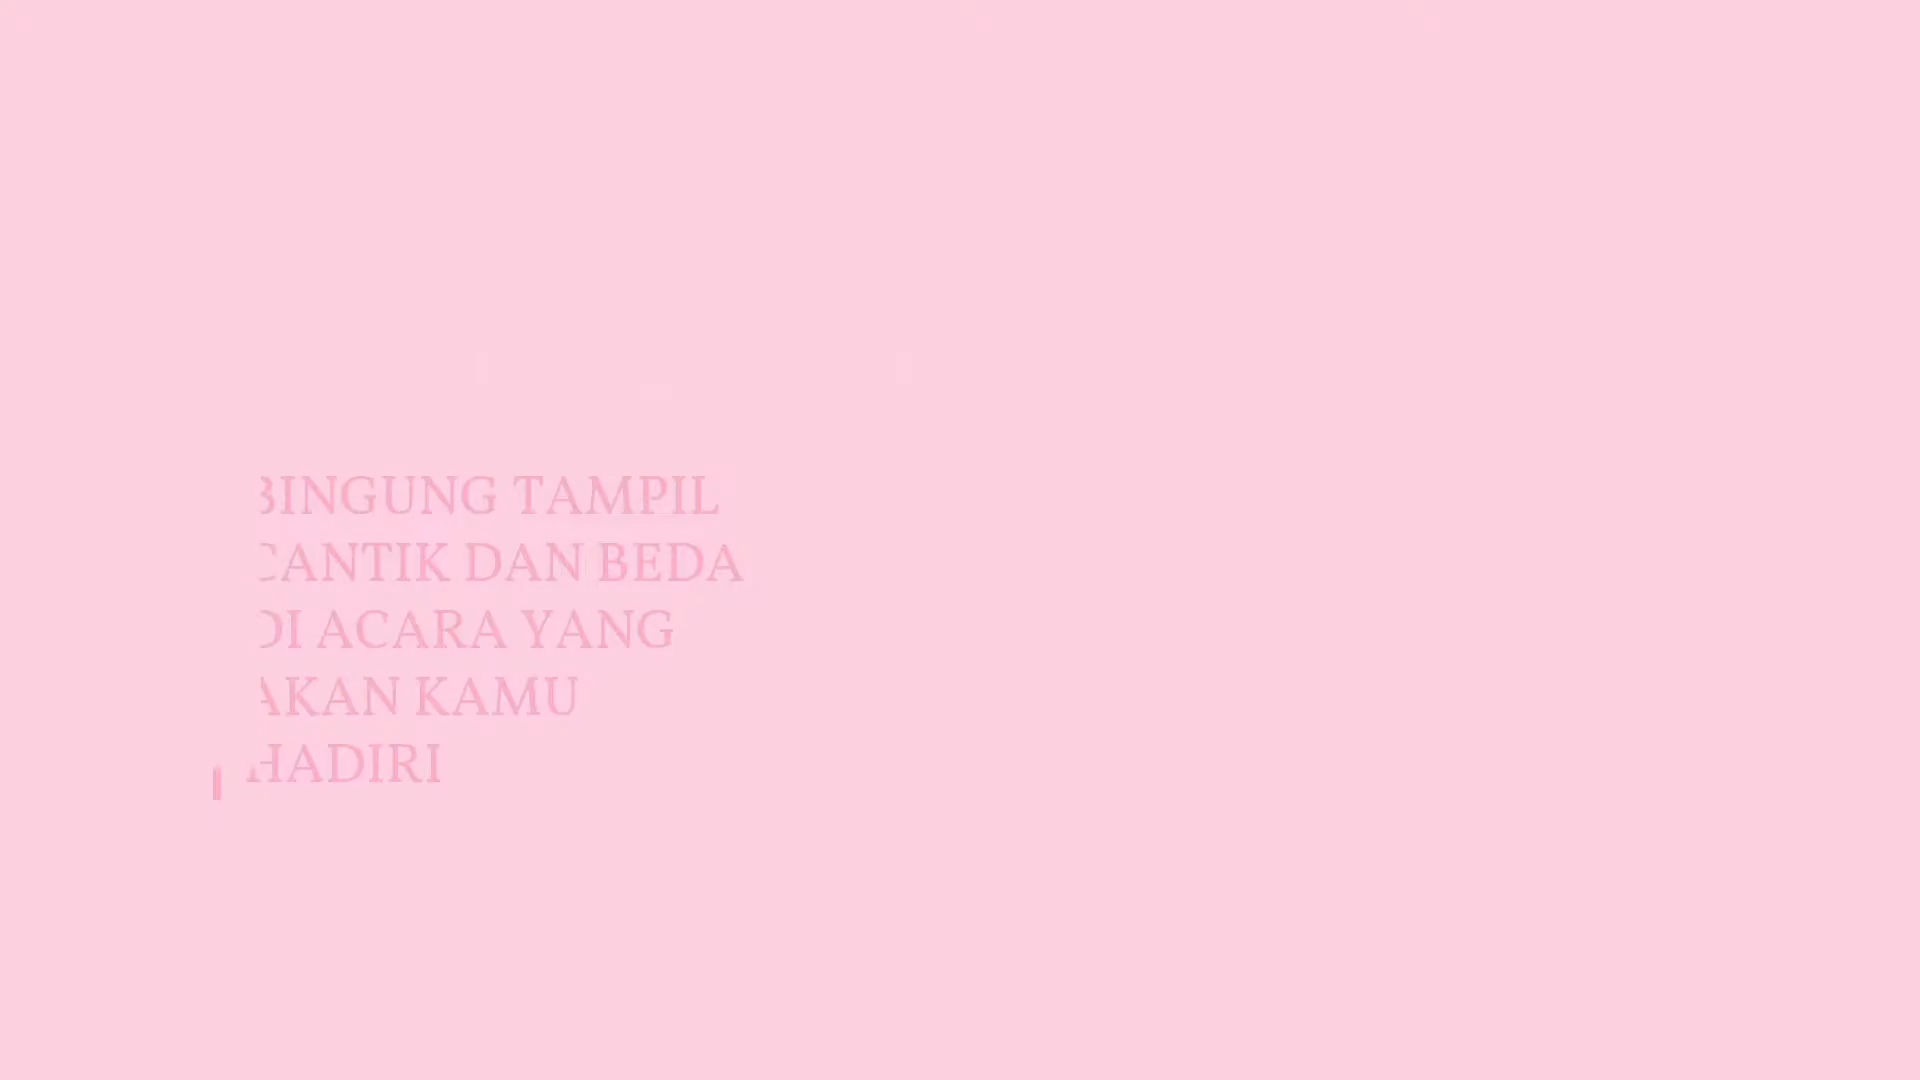 BINGUNG TAMPIL
CANTIK DAN BEDA
DI ACARA YANG
AKAN KAMU
HADIRI